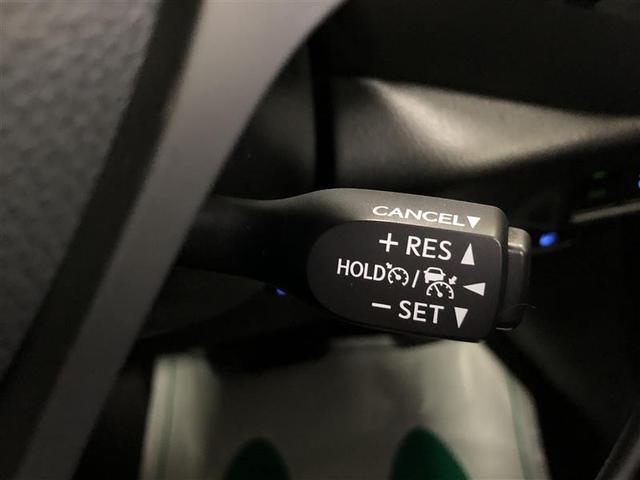 CANCEL▼
+ RES ▲
HOLD / ◀
− SET ▼